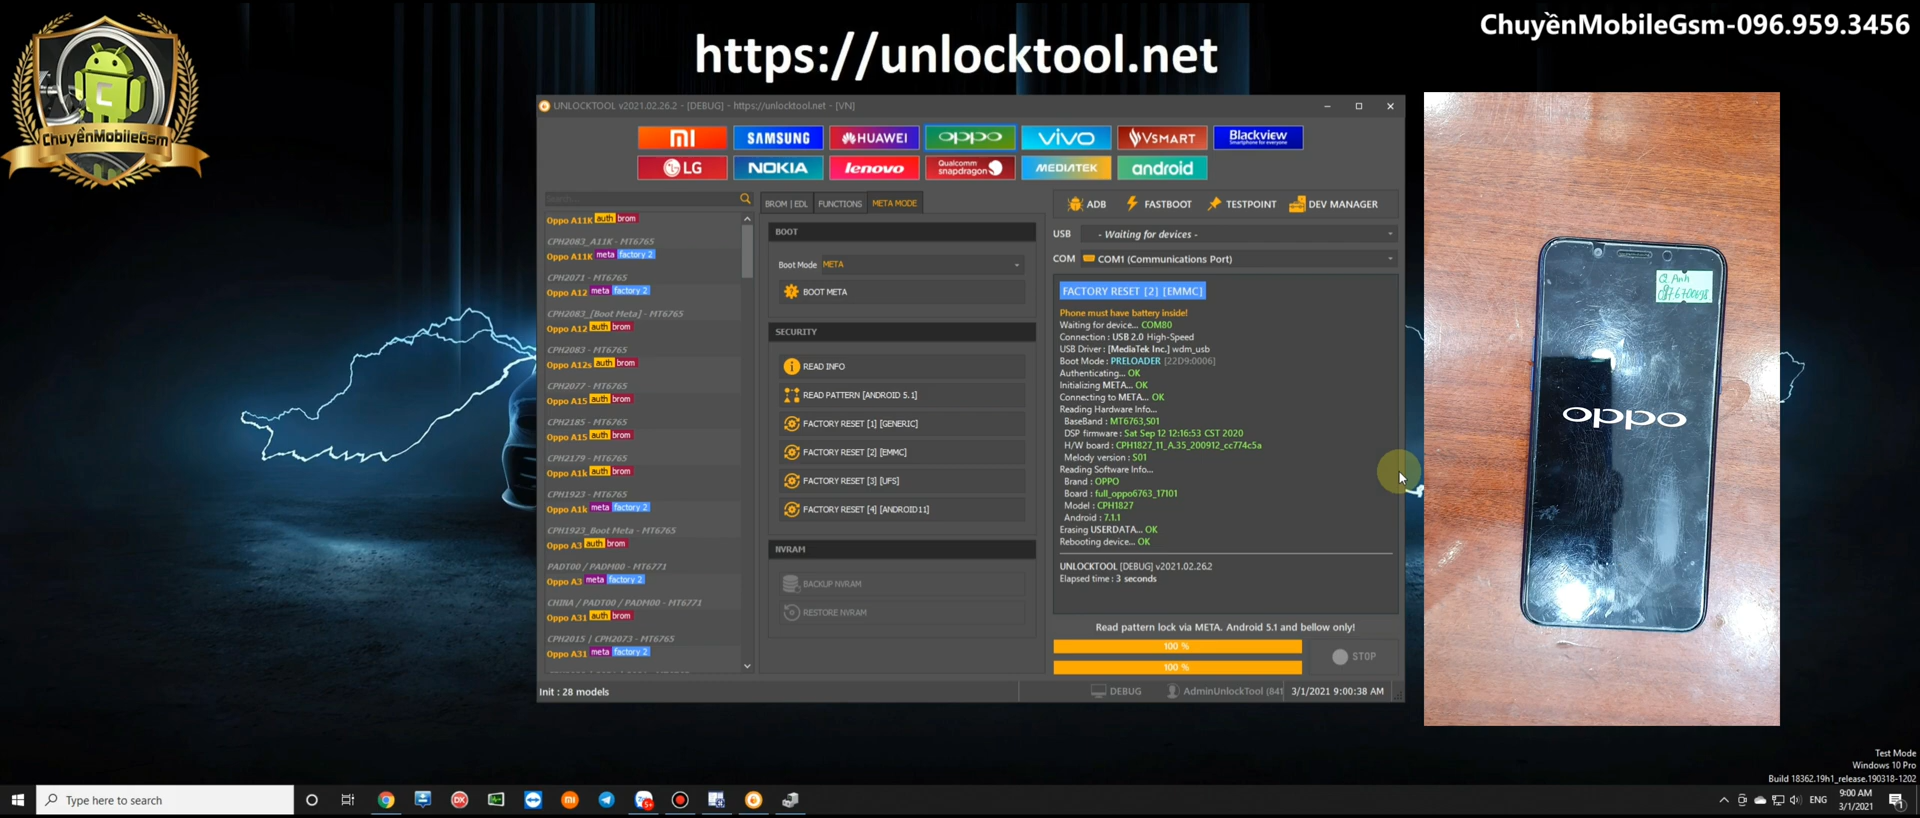 ChuyềnMobileGsm-096.959.3456
https://unlocktool.net
C
ChuyềnMobileGsm
UNLOCKTOOL v2021.02.26.2 - [DEBUG] - https://unlocktool.net - [VN]
mi SAMSUNG HUAWEI oppo vivo VSMART Blackview
Smartphone for everyone
LG NOKIA lenovo Qualcomm snapdragon MEDIATEK android
Search...
Oppo A11K auth brom
CPH2083_A11K - MT6765
Oppo A11K meta factory 2
CPH2071 - MT6765
Oppo A12 meta factory 2
CPH2083_[Boot Meta] - MT6765
Oppo A12 auth brom
CPH2083 - MT6765
Oppo A12s auth brom
CPH2077 - MT6765
Oppo A15 auth brom
CPH2185 - MT6765
Oppo A15 auth brom
CPH2179 - MT6765
Oppo A1k auth brom
CPH1923 - MT6765
Oppo A1k meta factory 2
CPH1923_Boot Meta - MT6765
Oppo A3 auth brom
PADT00 / PADM00 - MT6771
Oppo A3 meta factory 2
CHINA / PADT00 / PADM00 - MT6771
Oppo A31 auth brom
CPH2015 | CPH2073 - MT6765
Oppo A31 meta factory 2
BROM | EDL FUNCTIONS META MODE
BOOT
Boot Mode META
BOOT META
SECURITY
READ INFO
READ PATTERN [ANDROID 5.1]
FACTORY RESET [1] [GENERIC]
FACTORY RESET [2] [EMMC]
FACTORY RESET [3] [UFS]
FACTORY RESET [4] [ANDROID11]
NVRAM
BACKUP NVRAM
RESTORE NVRAM
ADB FASTBOOT TESTPOINT DEV MANAGER
USB - Waiting for devices -
COM COM1 (Communications Port)
FACTORY RESET [2] [EMMC]
Phone must have battery inside!
Waiting for device... COM80
Connection : USB 2.0 High-Speed
USB Driver : [MediaTek Inc.] wdm_usb
Boot Mode : PRELOADER [22D9:0006]
Authenticating... OK
Initializing META... OK
Connecting to META... OK
Reading Hardware Info...
BaseBand : MT6763,S01
DSP firmware : Sat Sep 12 12:16:53 CST 2020
H/W board : CPH1827_11_A.35_200912_cc774c5a
Melody version : S01
Reading Software Info...
Brand : OPPO
Board : full_oppo6763_17101
Model : CPH1827
Android : 7.1.1
Erasing USERDATA... OK
Rebooting device... OK
UNLOCKTOOL [DEBUG] v2021.02.26.2
Elapsed time : 3 seconds
Read pattern lock via META. Android 5.1 and bellow only!
100 %
100 %
STOP
Init : 28 models DEBUG AdminUnlockTool (841 3/1/2021 9:00:38 AM
Q Anh
oppo
Test Mode
Windows 10 Pro
Build 18362.19h1_release.190318-1202
Type here to search
DX
mi
5+
ENG
9:00 AM
3/1/2021
1